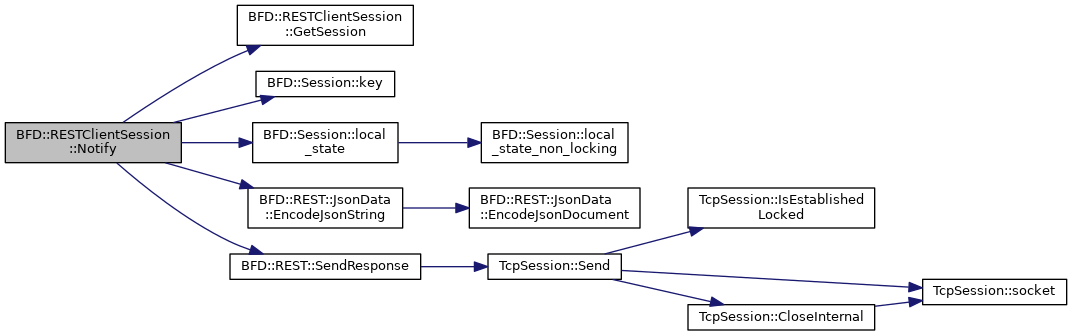 BFD::RESTClientSession
::Notify
BFD::RESTClientSession
::GetSession
BFD::Session::key
BFD::Session::local
_state
BFD::Session::local
_state_non_locking
BFD::REST::JsonData
::EncodeJsonString
BFD::REST::JsonData
::EncodeJsonDocument
BFD::REST::SendResponse
TcpSession::Send
TcpSession::IsEstablished
Locked
TcpSession::CloseInternal
TcpSession::socket